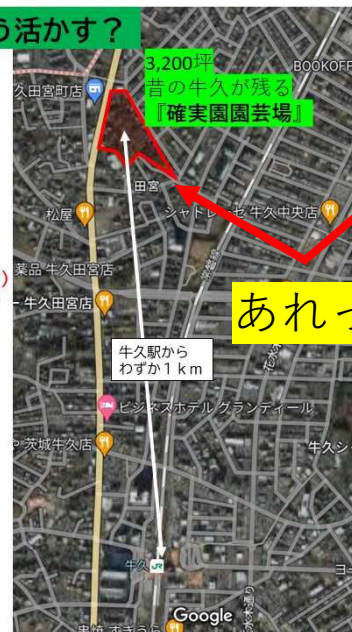 う活かす？
3,200坪
昔の牛久が残る
『確実園園芸場』
BOOKOFF
久田宮町店
田宮
松屋
シャトレーゼ 牛久中央店
薬品 牛久田宮店
牛久田宮店
あれっ
牛久駅から
わずか１ｋｍ
ビジネスホテル グランディール
茨城牛久店
牛久シ
牛久
JR
ヨー
Google